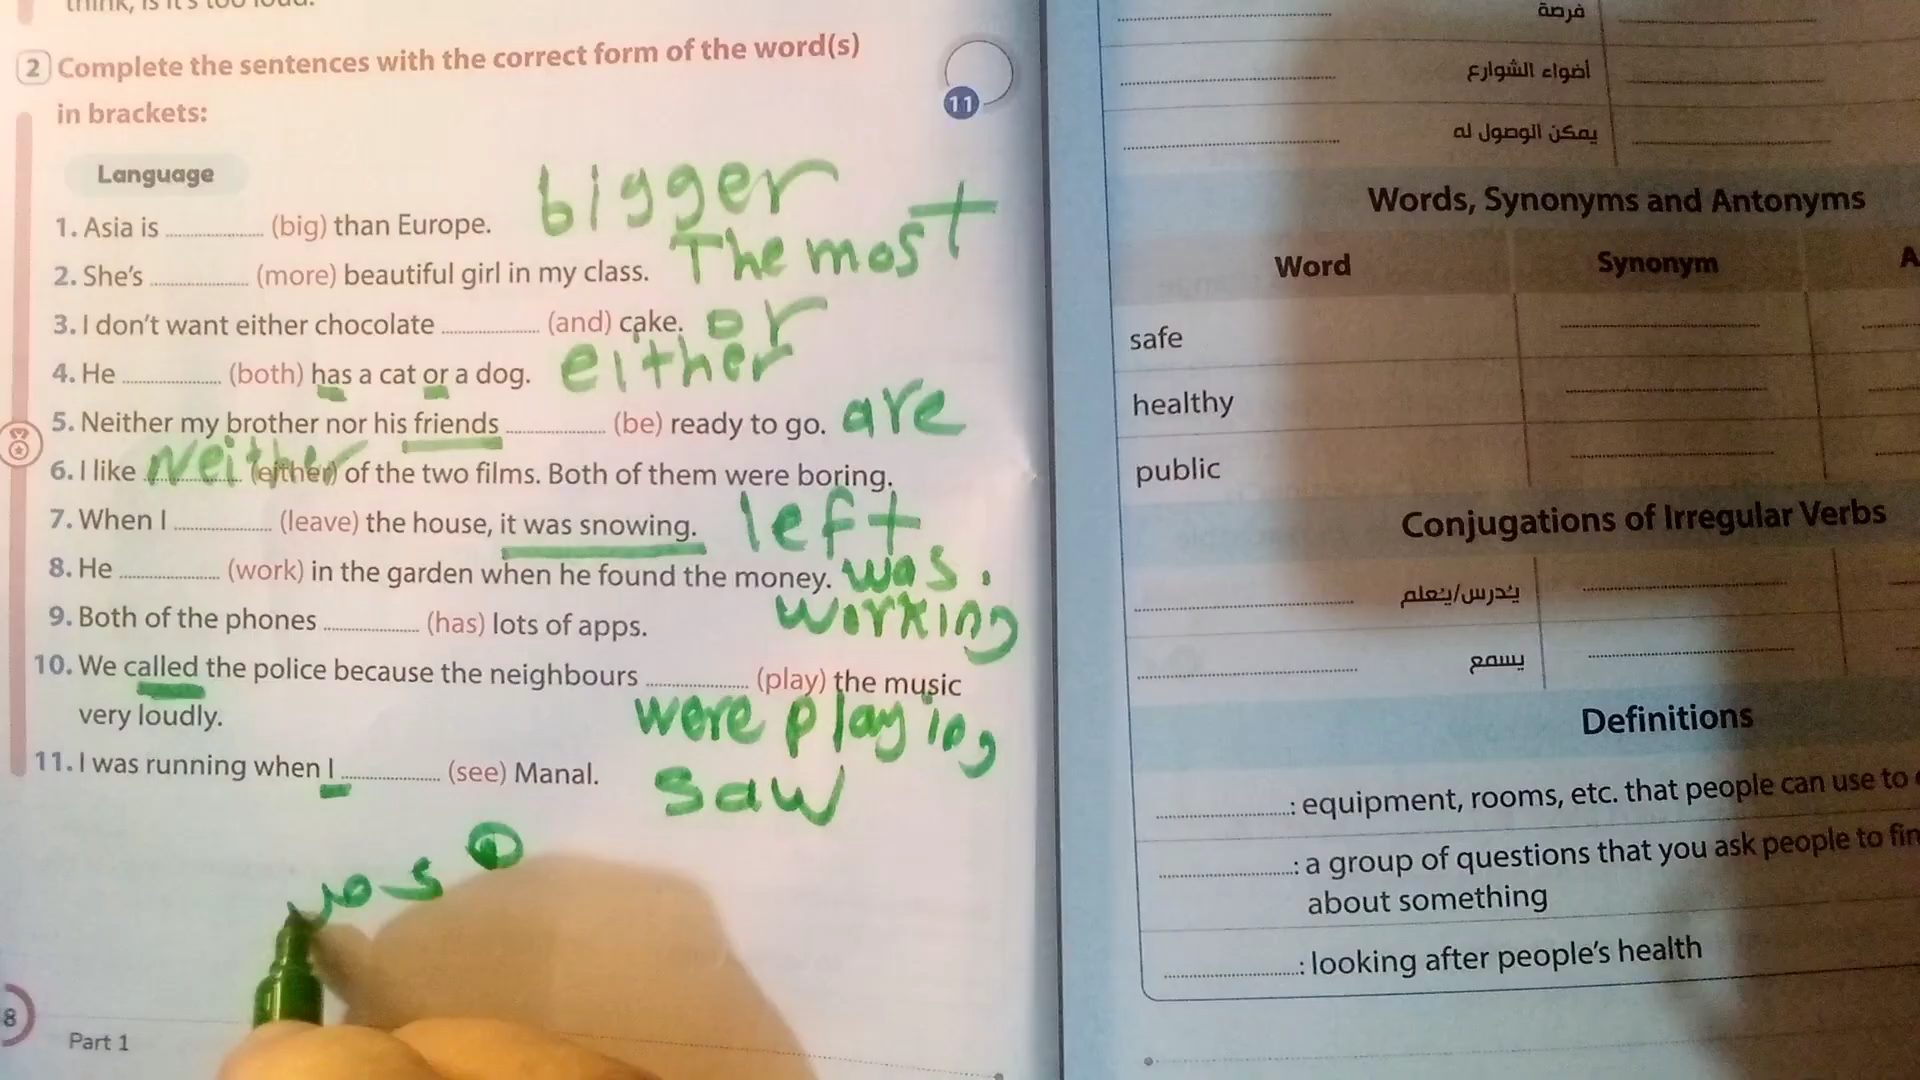 think, is it's too loud.
2 Complete the sentences with the correct form of the word(s)
in brackets:
11
Language
1. Asia is ............ (big) than Europe. bigger
2. She's ............ (more) beautiful girl in my class. The most
3. I don't want either chocolate ............ (and) cake. or
4. He ............ (both) has a cat or a dog. either
5. Neither my brother nor his friends ............ (be) ready to go. are
6. I like ............ (either) of the two films. Both of them were boring. Neither
7. When I ............ (leave) the house, it was snowing. left
8. He ............ (work) in the garden when he found the money. was
working
9. Both of the phones ............ (has) lots of apps.
10. We called the police because the neighbours ............ (play) the music
very loudly. were playing
11. I was running when I ............ (see) Manal. saw
8
Part 1
فرصة
أضواء الشوارع
يمكن الوصول له
Words, Synonyms and Antonyms
Word Synonym A
safe
healthy
public
Conjugations of Irregular Verbs
يُدرس/يُعلم
يسمع
Definitions
............: equipment, rooms, etc. that people can use to
............: a group of questions that you ask people to fin
about something
............: looking after people's health